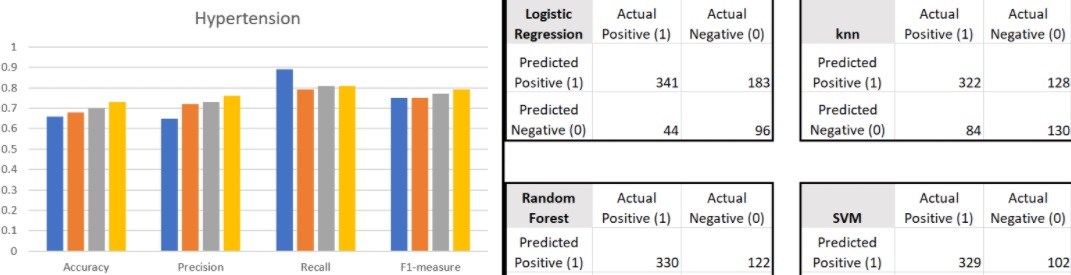 Hypertension
1
0.9
0.8
0.7
0.6
0.5
0.4
0.3
0.2
0.1
0
Accuracy Precision Recall F1-measure
Logistic Regression Actual Positive (1) Actual Negative (0)
Predicted Positive (1) 341 183
Predicted Negative (0) 44 96
knn Actual Positive (1) Actual Negative (0)
Predicted Positive (1) 322 128
Predicted Negative (0) 84 130
Random Forest Actual Positive (1) Actual Negative (0)
Predicted Positive (1) 330 122
SVM Actual Positive (1) Actual Negative (0)
Predicted Positive (1) 329 102